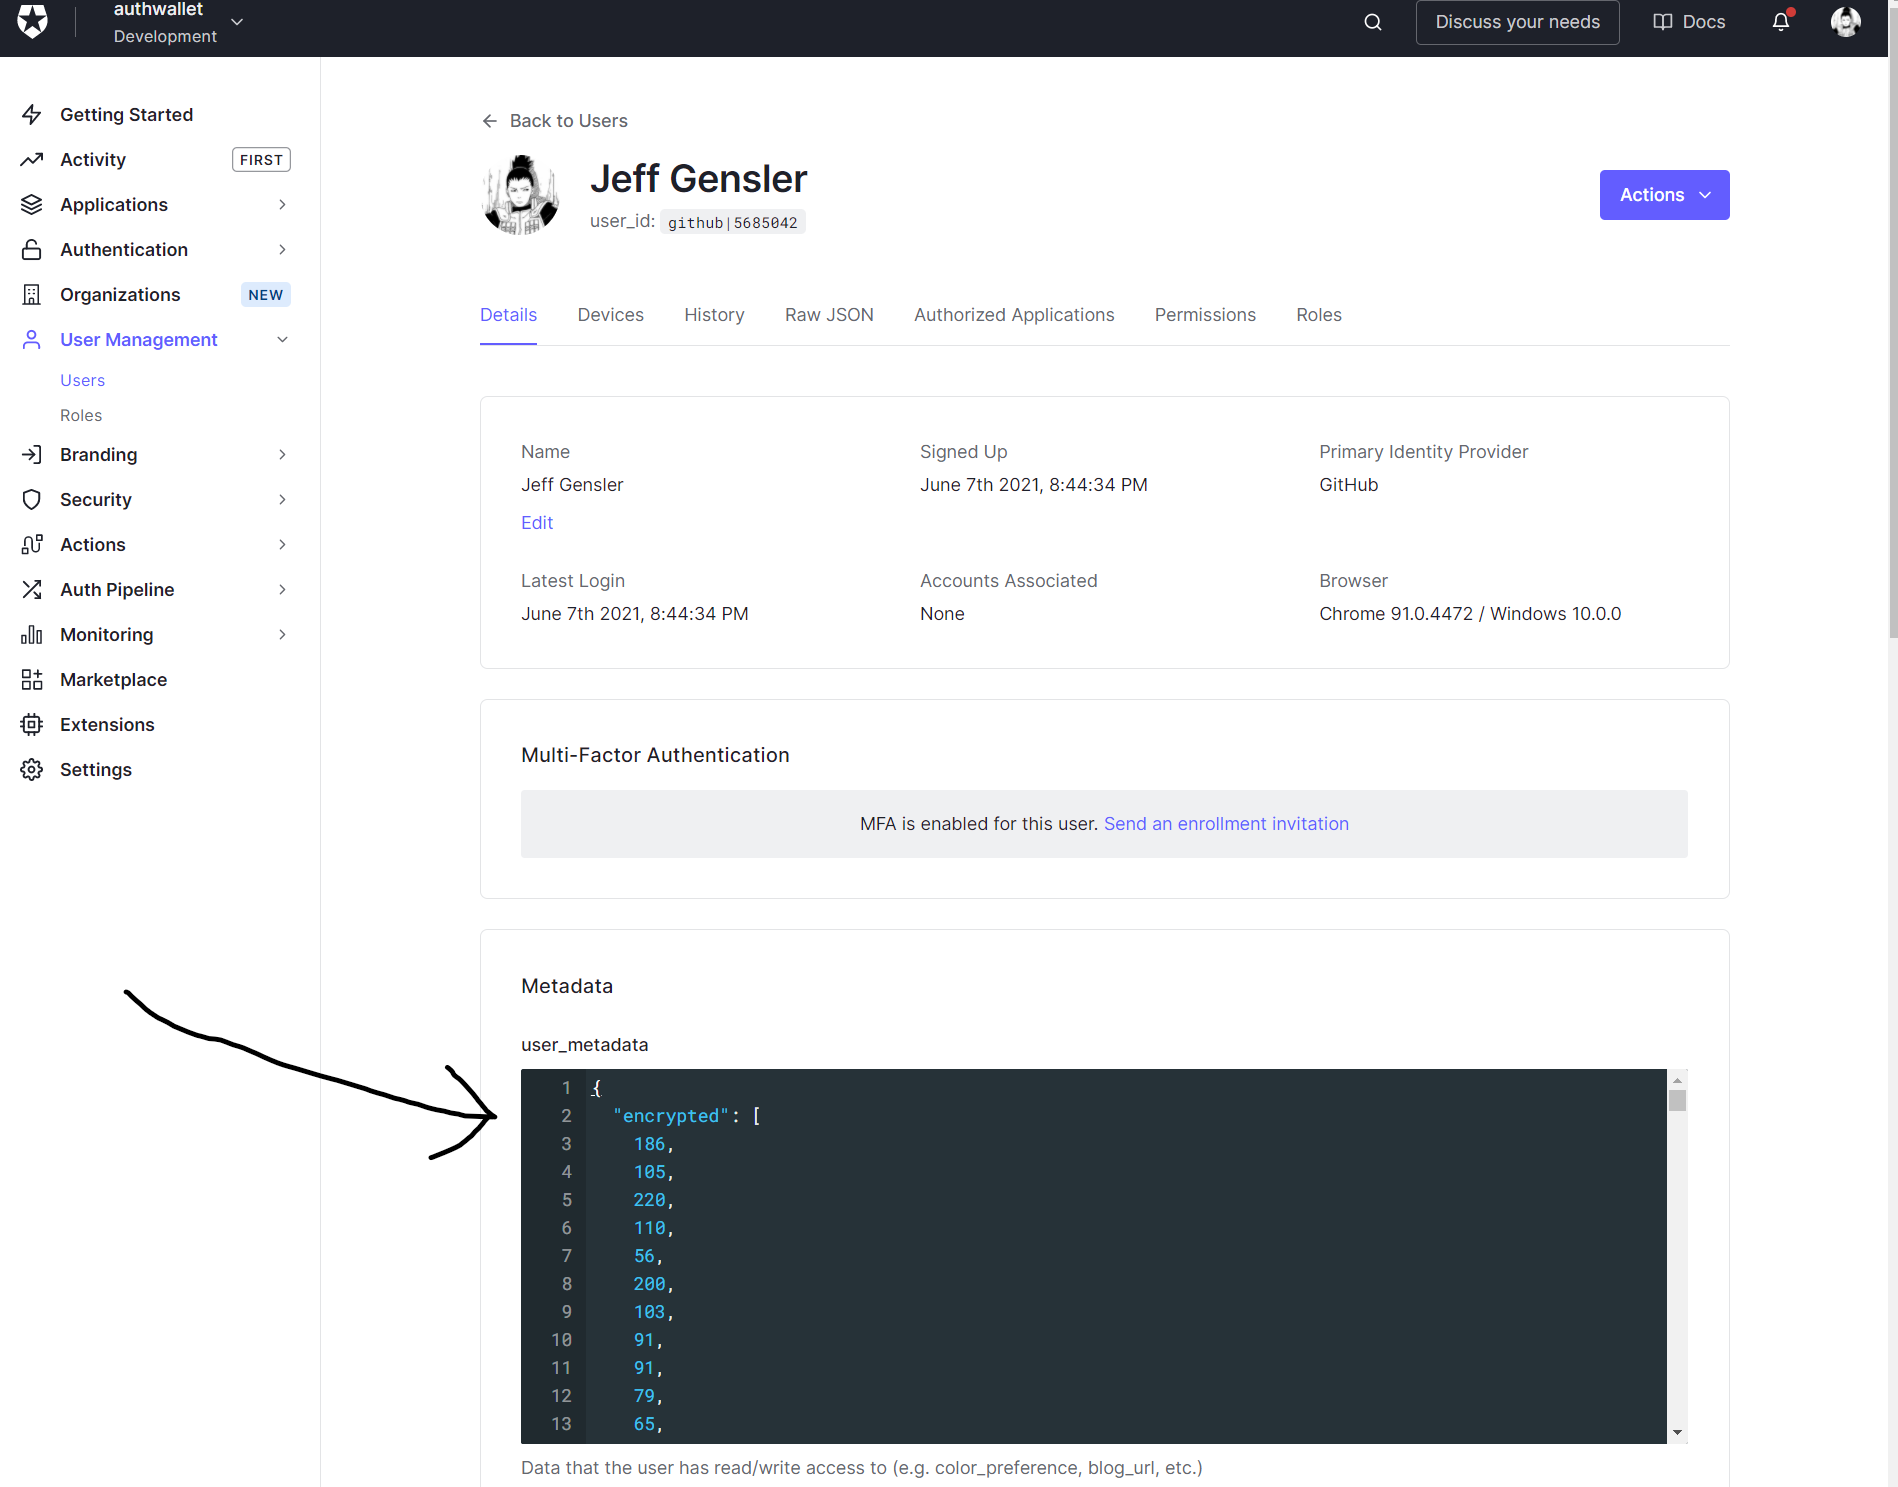 authwallet
Development
Discuss your needs
Docs
Getting Started
Activity FIRST
Applications
Authentication
Organizations NEW
User Management
Users
Roles
Branding
Security
Actions
Auth Pipeline
Monitoring
Marketplace
Extensions
Settings
Back to Users
Jeff Gensler
user_id: github|5685042
Actions
Details Devices History Raw JSON Authorized Applications Permissions Roles
Name
Jeff Gensler
Edit
Signed Up
June 7th 2021, 8:44:34 PM
Primary Identity Provider
GitHub
Latest Login
June 7th 2021, 8:44:34 PM
Accounts Associated
None
Browser
Chrome 91.0.4472 / Windows 10.0.0
Multi-Factor Authentication
MFA is enabled for this user. Send an enrollment invitation
Metadata
user_metadata
1 {
2 "encrypted": [
3 186,
4 105,
5 220,
6 110,
7 56,
8 200,
9 103,
10 91,
11 91,
12 79,
13 65,
Data that the user has read/write access to (e.g. color_preference, blog_url, etc.)